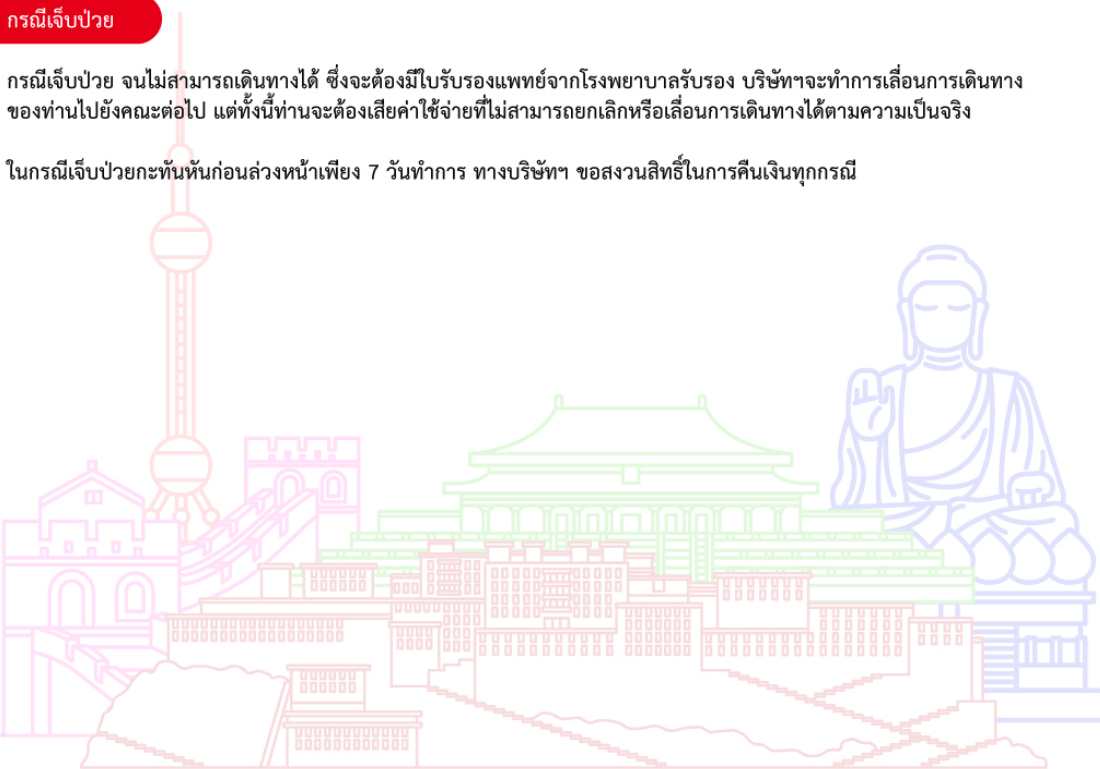 กรณีเจ็บป่วย
กรณีเจ็บป่วย จนไม่สามารถเดินทางได้ ซึ่งจะต้องมีใบรับรองแพทย์จากโรงพยาบาลรับรอง บริษัทฯจะทำการเลื่อนการเดินทาง
ของท่านไปยังคณะต่อไป แต่ทั้งนี้ท่านจะต้องเสียค่าใช้จ่ายที่ไม่สามารถยกเลิกหรือเลื่อนการเดินทางได้ตามความเป็นจริง
ในกรณีเจ็บป่วยกะทันหันก่อนล่วงหน้าเพียง 7 วันทำการ ทางบริษัทฯ ขอสงวนสิทธิ์ในการคืนเงินทุกกรณี